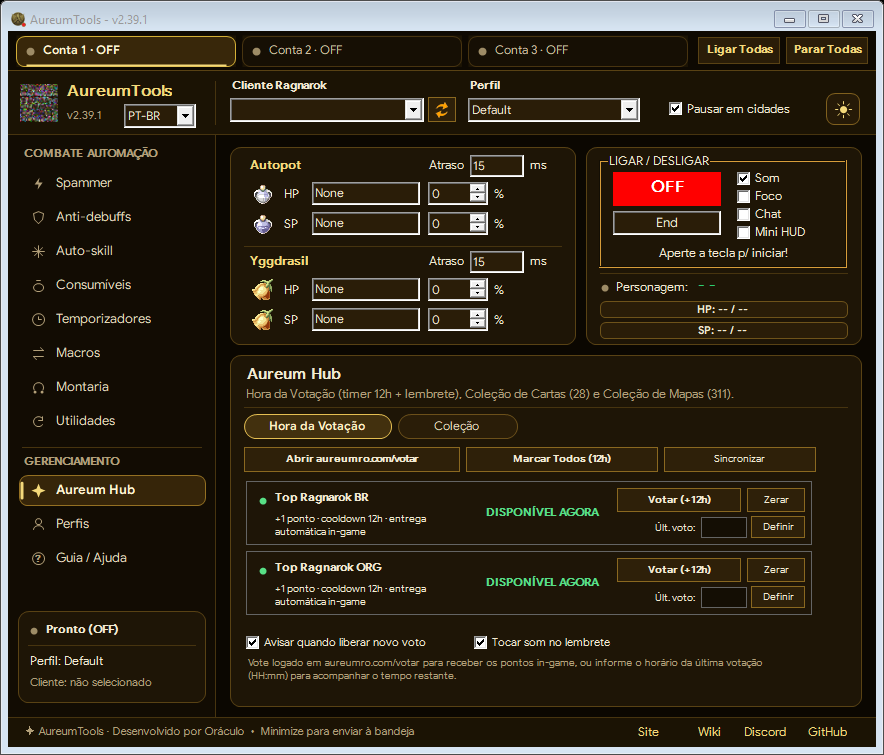 AureumTools - v2.39.1
Conta 1 · OFF
Conta 2 · OFF
Conta 3 · OFF
Ligar Todas
Parar Todas
AureumTools
v2.39.1
PT-BR
Cliente Ragnarok
Perfil
Default
Pausar em cidades
COMBATE AUTOMAÇÃO
Spammer
Anti-debuffs
Auto-skill
Consumíveis
Temporizadores
Macros
Montaria
Utilidades
GERENCIAMENTO
Aureum Hub
Perfis
Guia / Ajuda
Pronto (OFF)
Perfil: Default
Cliente: não selecionado
Autopot
Atraso 15 ms
HP None 0 %
SP None 0 %
Yggdrasil
Atraso 15 ms
HP None 0 %
SP None 0 %
LIGAR / DESLIGAR
OFF
End
Som
Foco
Chat
Mini HUD
Aperte a tecla p/ iniciar!
Personagem: - -
HP: -- / --
SP: -- / --
Aureum Hub
Hora da Votação (timer 12h + lembrete), Coleção de Cartas (28) e Coleção de Mapas (311).
Hora da Votação
Coleção
Abrir aureumro.com/votar
Marcar Todos (12h)
Sincronizar
Top Ragnarok BR
+1 ponto · cooldown 12h · entrega
automática in-game
DISPONÍVEL AGORA
Votar (+12h)
Zerar
Últ. voto:
Definir
Top Ragnarok ORG
+1 ponto · cooldown 12h · entrega
automática in-game
DISPONÍVEL AGORA
Votar (+12h)
Zerar
Últ. voto:
Definir
Avisar quando liberar novo voto
Tocar som no lembrete
Vote logado em aureumro.com/votar para receber os pontos in-game, ou informe o horário da última votação
(HH:mm) para acompanhar o tempo restante.
AureumTools · Desenvolvido por Oráculo • Minimize para enviar à bandeja
Site
Wiki
Discord
GitHub